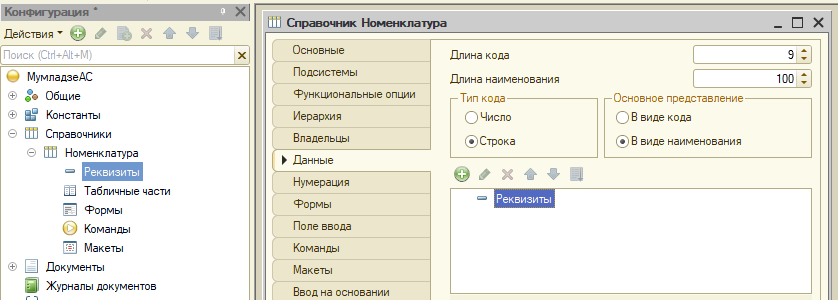 Конфигурация *
Действия
Поиск (Ctrl+Alt+M)
МумладзеАС
Общие
Константы
Справочники
Номенклатура
Реквизиты
Табличные части
Формы
Команды
Макеты
Документы
Журналы документов
Справочник Номенклатура
Основные
Подсистемы
Функциональные опции
Иерархия
Владельцы
Данные
Нумерация
Формы
Поле ввода
Команды
Макеты
Ввод на основании
Длина кода 9
Длина наименования 100
Тип кода
Число
Строка
Основное представление
В виде кода
В виде наименования
Реквизиты